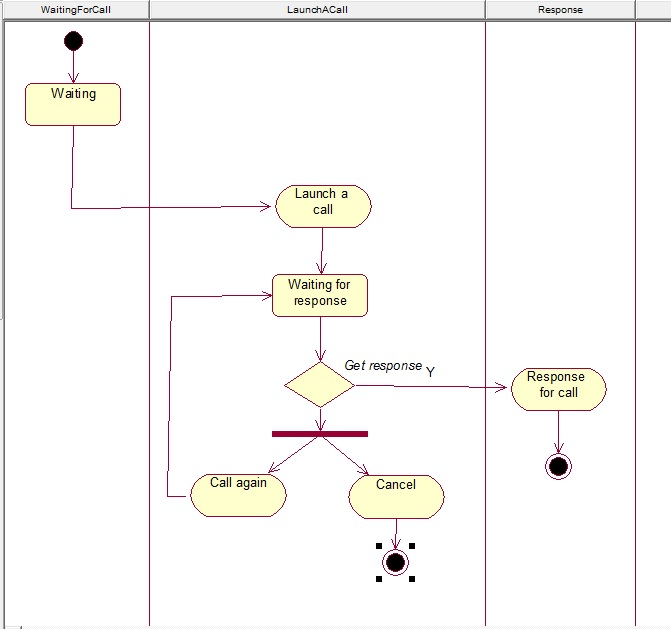 WaitingForCall
LaunchACall
Response
Waiting
Launch a
call
Waiting for
response
Get response
Y
Response
for call
Call again
Cancel